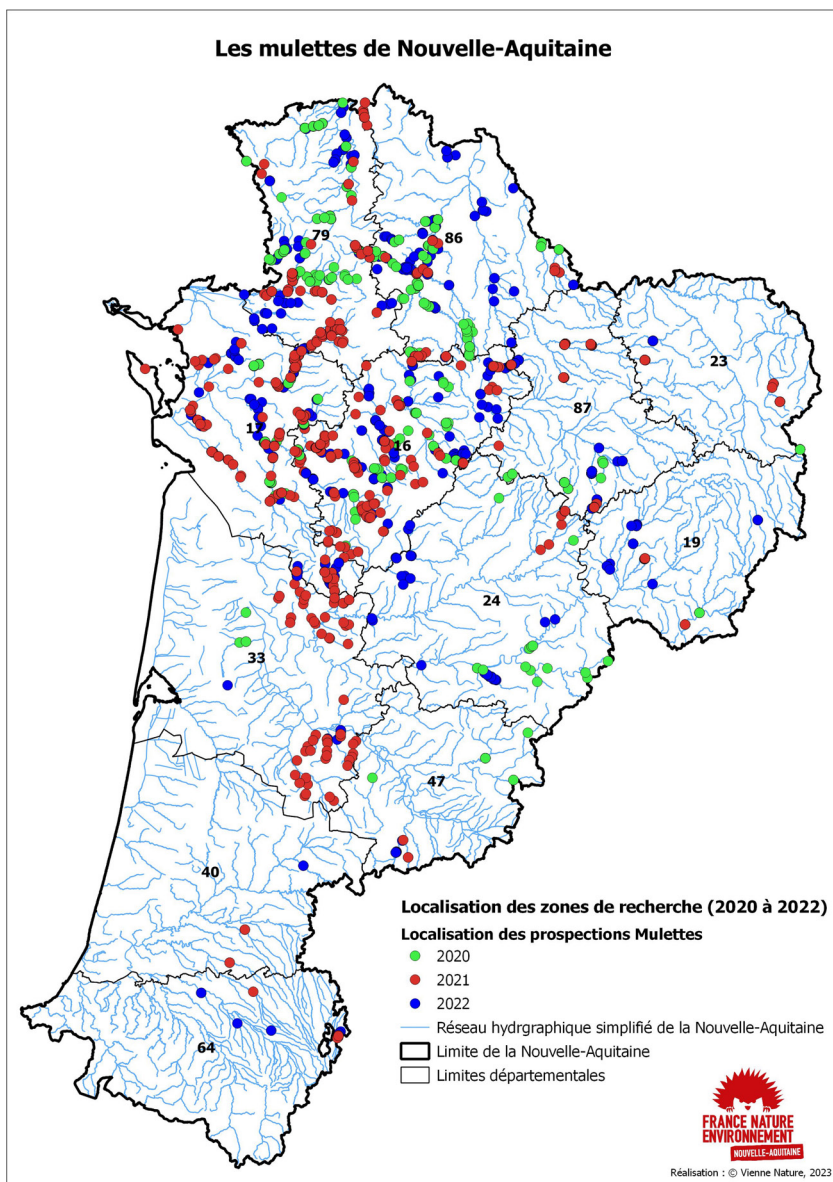 Les mulettes de Nouvelle-Aquitaine
79
86
23
17
16
87
19
24
33
47
40
64
Localisation des zones de recherche (2020 à 2022)
Localisation des prospections Mulettes
2020
2021
2022
Réseau hydrgraphique simplifié de la Nouvelle-Aquitaine
Limite de la Nouvelle-Aquitaine
Limites départementales
FRANCE NATURE
ENVIRONNEMENT
NOUVELLE-AQUITAINE
Réalisation : © Vienne Nature, 2023